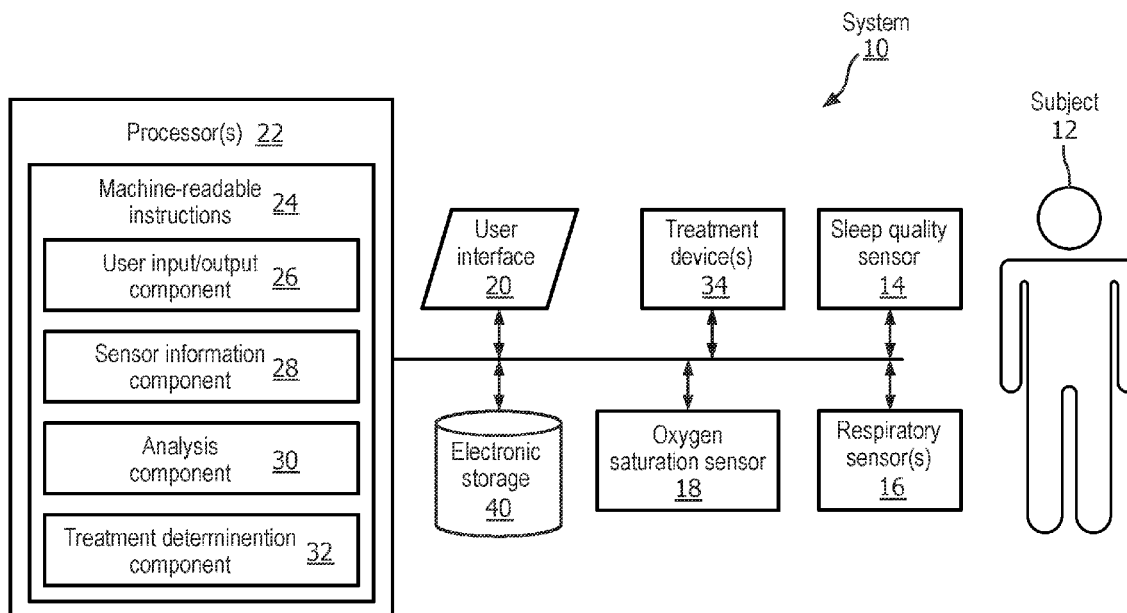 System
10
Subject
12
Processor(s) 22
Machine-readable
instructions 24
User input/output
component 26
Sensor information
component 28
Analysis
component 30
Treatment determinention
component 32
User
interface
20
Treatment
device(s)
34
Sleep quality
sensor
14
Electronic
storage
40
Oxygen
saturation sensor
18
Respiratory
sensor(s)
16